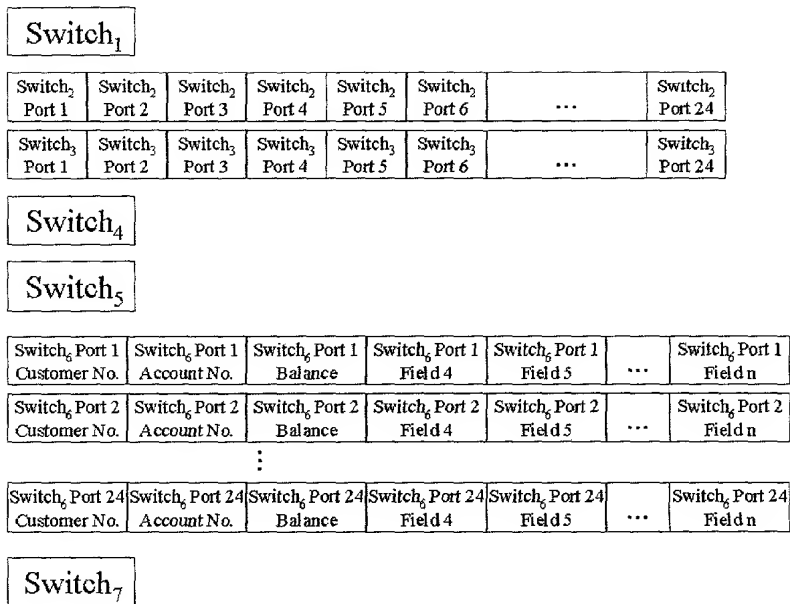 Switch₁
Switch₂ Switch₂ Switch₂ Switch₂ Switch₂ Switch₂ Switch₂
Port 1 Port 2 Port 3 Port 4 Port 5 Port 6 ... Port 24
Switch₃ Switch₃ Switch₃ Switch₃ Switch₃ Switch₃ Switch₃
Port 1 Port 2 Port 3 Port 4 Port 5 Port 6 ... Port 24
Switch₄
Switch₅
Switch₆ Port 1 Switch₆ Port 1 Switch₆ Port 1 Switch₆ Port 1 Switch₆ Port 1 Switch₆ Port 1
Customer No. Account No. Balance Field 4 Field 5 ... Field n
Switch₆ Port 2 Switch₆ Port 2 Switch₆ Port 2 Switch₆ Port 2 Switch₆ Port 2 Switch₆ Port 2
Customer No. Account No. Balance Field 4 Field 5 ... Field n
⋮
Switch₆ Port 24 Switch₆ Port 24 Switch₆ Port 24 Switch₆ Port 24 Switch₆ Port 24 Switch₆ Port 24
Customer No. Account No. Balance Field 4 Field 5 ... Field n
Switch₇